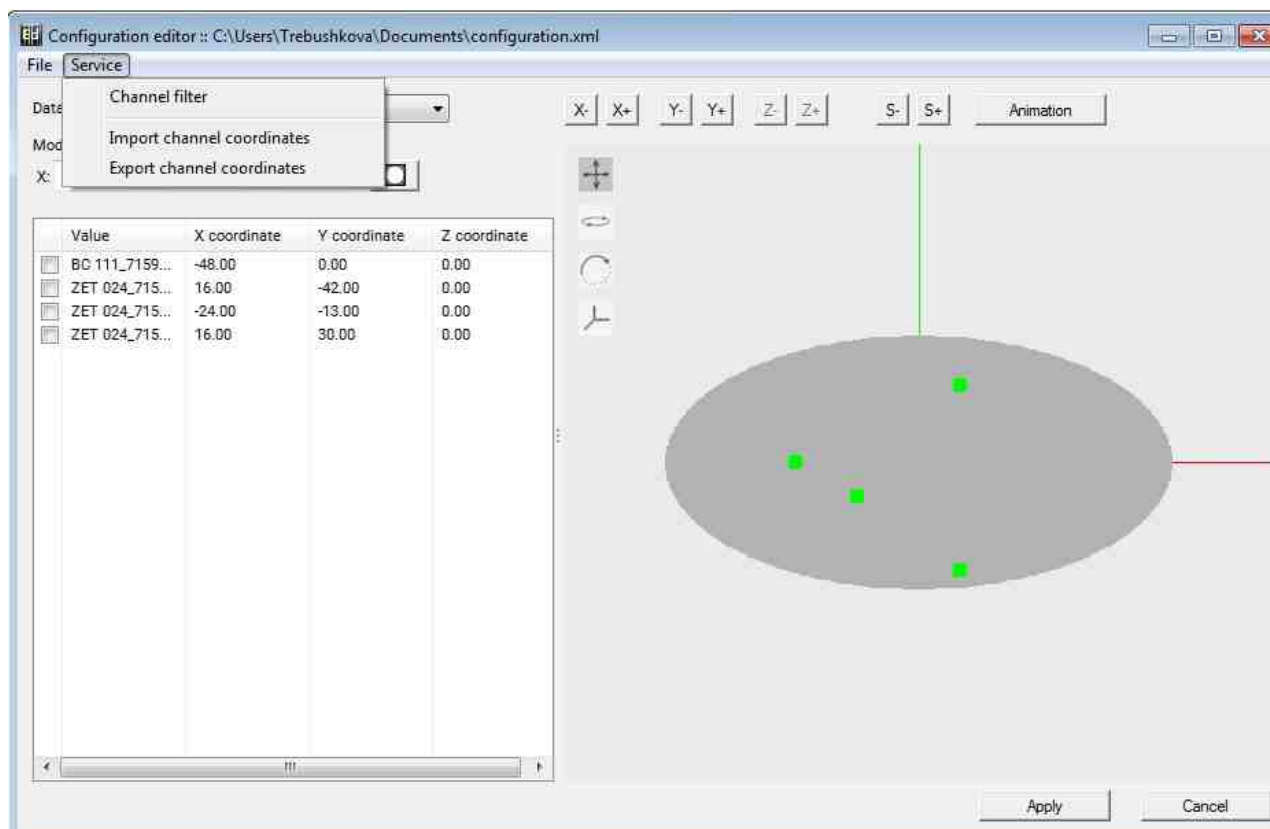 Configuration editor :: C:\Users\Trebushkova\Documents\configuration.xml
File Service
Channel filter
Import channel coordinates
Export channel coordinates
Data
Mod
X:
X- X+ Y- Y+ Z- Z+ S- S+ Animation
Value X coordinate Y coordinate Z coordinate
BC 111_7159... -48.00 0.00 0.00
ZET 024_715... 16.00 -42.00 0.00
ZET 024_715... -24.00 -13.00 0.00
ZET 024_715... 16.00 30.00 0.00
Apply Cancel